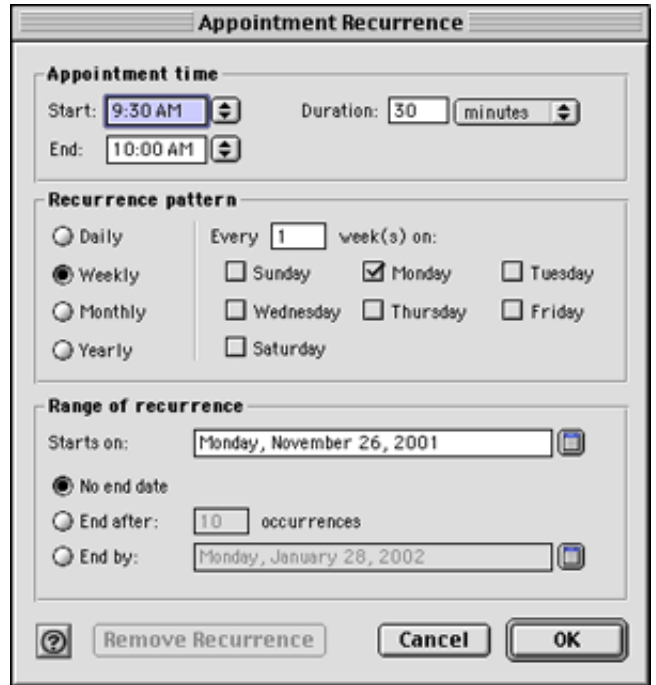 Appointment Recurrence
Appointment time
Start: 9:30 AM Duration: 30 minutes
End: 10:00 AM
Recurrence pattern
Daily Every 1 week(s) on:
Weekly Sunday Monday Tuesday
Monthly Wednesday Thursday Friday
Yearly Saturday
Range of recurrence
Starts on: Monday, November 26, 2001
No end date
End after: 10 occurrences
End by: Monday, January 28, 2002
? Remove Recurrence Cancel OK